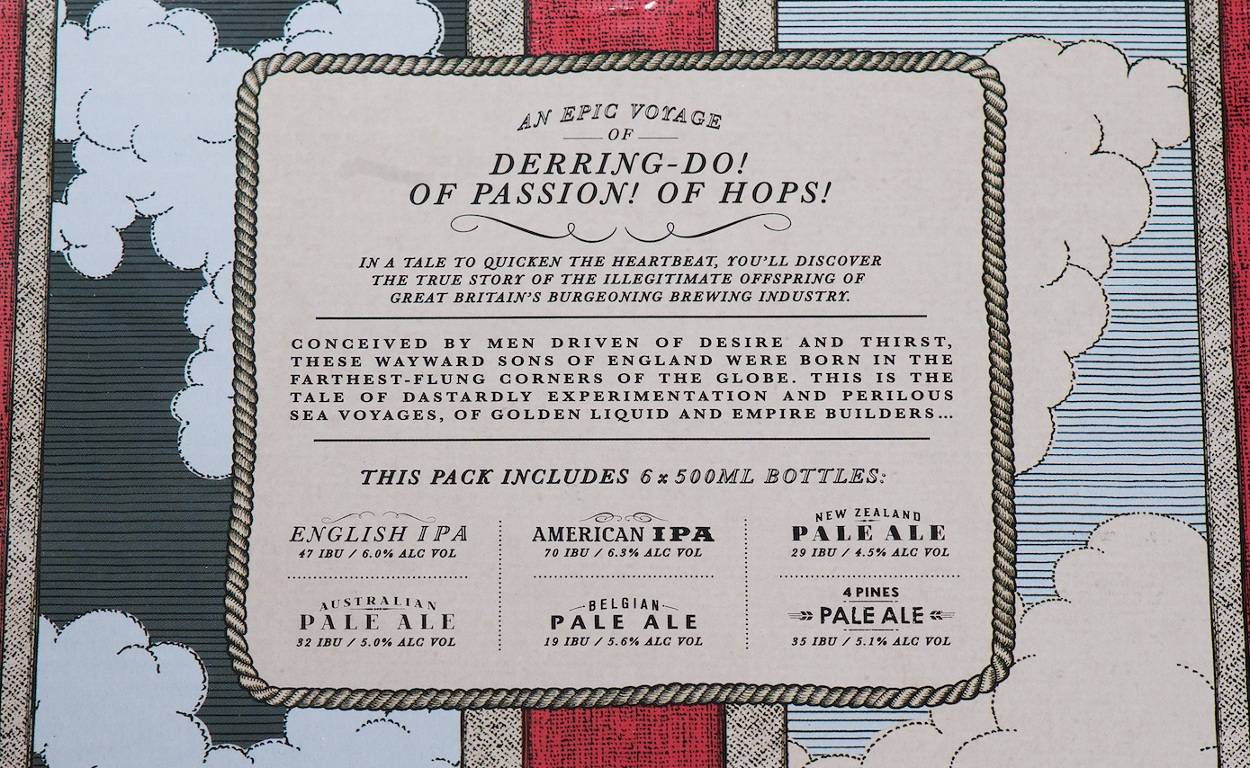 AN EPIC VOYAGE
OF
DERRING-DO!
OF PASSION! OF HOPS!
IN A TALE TO QUICKEN THE HEARTBEAT, YOU'LL DISCOVER
THE TRUE STORY OF THE ILLEGITIMATE OFFSPRING OF
GREAT BRITAIN'S BURGEONING BREWING INDUSTRY.
CONCEIVED BY MEN DRIVEN OF DESIRE AND THIRST,
THESE WAYWARD SONS OF ENGLAND WERE BORN IN THE
FARTHEST-FLUNG CORNERS OF THE GLOBE. THIS IS THE
TALE OF DASTARDLY EXPERIMENTATION AND PERILOUS
SEA VOYAGES, OF GOLDEN LIQUID AND EMPIRE BUILDERS...
THIS PACK INCLUDES 6 x 500ML BOTTLES:
ENGLISH IPA
47 IBU / 6.0% ALC VOL
AMERICAN IPA
70 IBU / 6.3% ALC VOL
NEW ZEALAND
PALE ALE
29 IBU / 4.5% ALC VOL
AUSTRALIAN
PALE ALE
32 IBU / 5.0% ALC VOL
BELGIAN
PALE ALE
19 IBU / 5.6% ALC VOL
4 PINES
PALE ALE
35 IBU / 5.1% ALC VOL